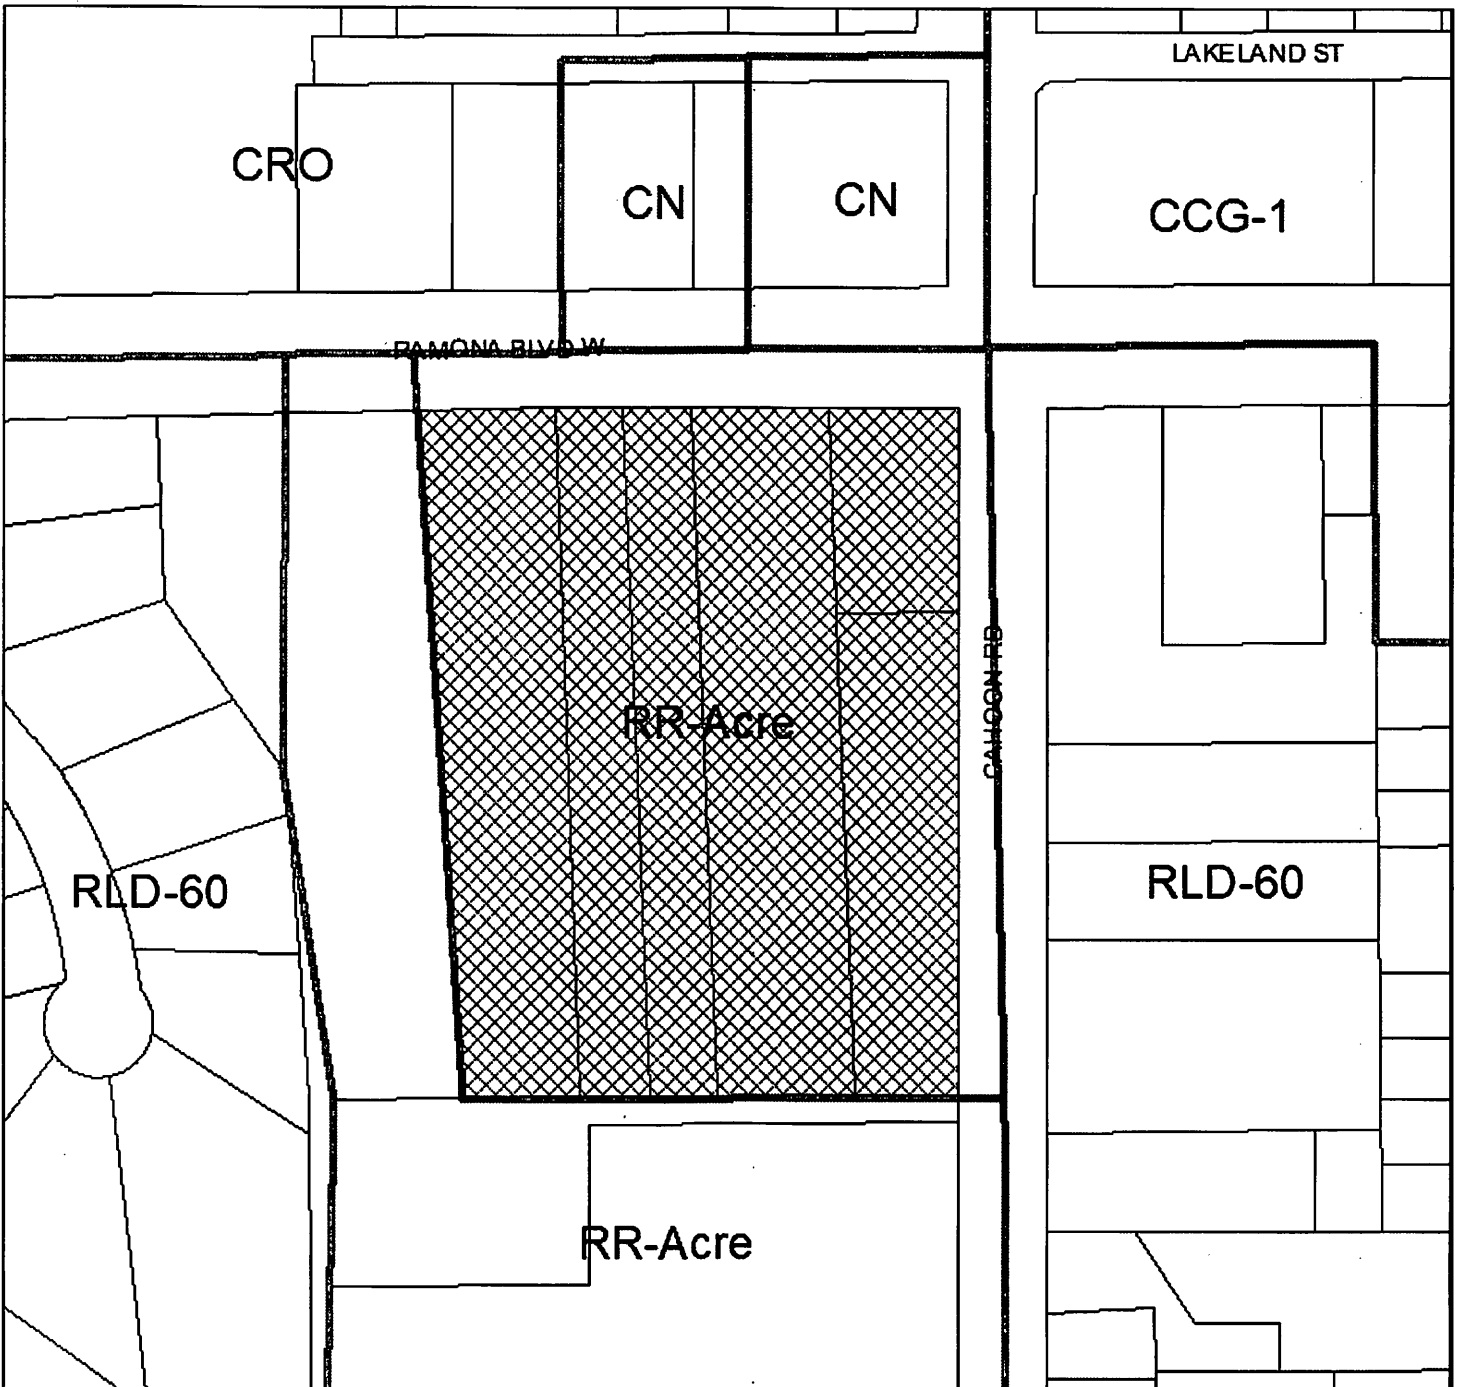 LAKELAND ST
CRO
CN
CN
CCG-1
RAMONA BLVD W
RR-Acre
CAHOON RD
RLD-60
RLD-60
RR-Acre